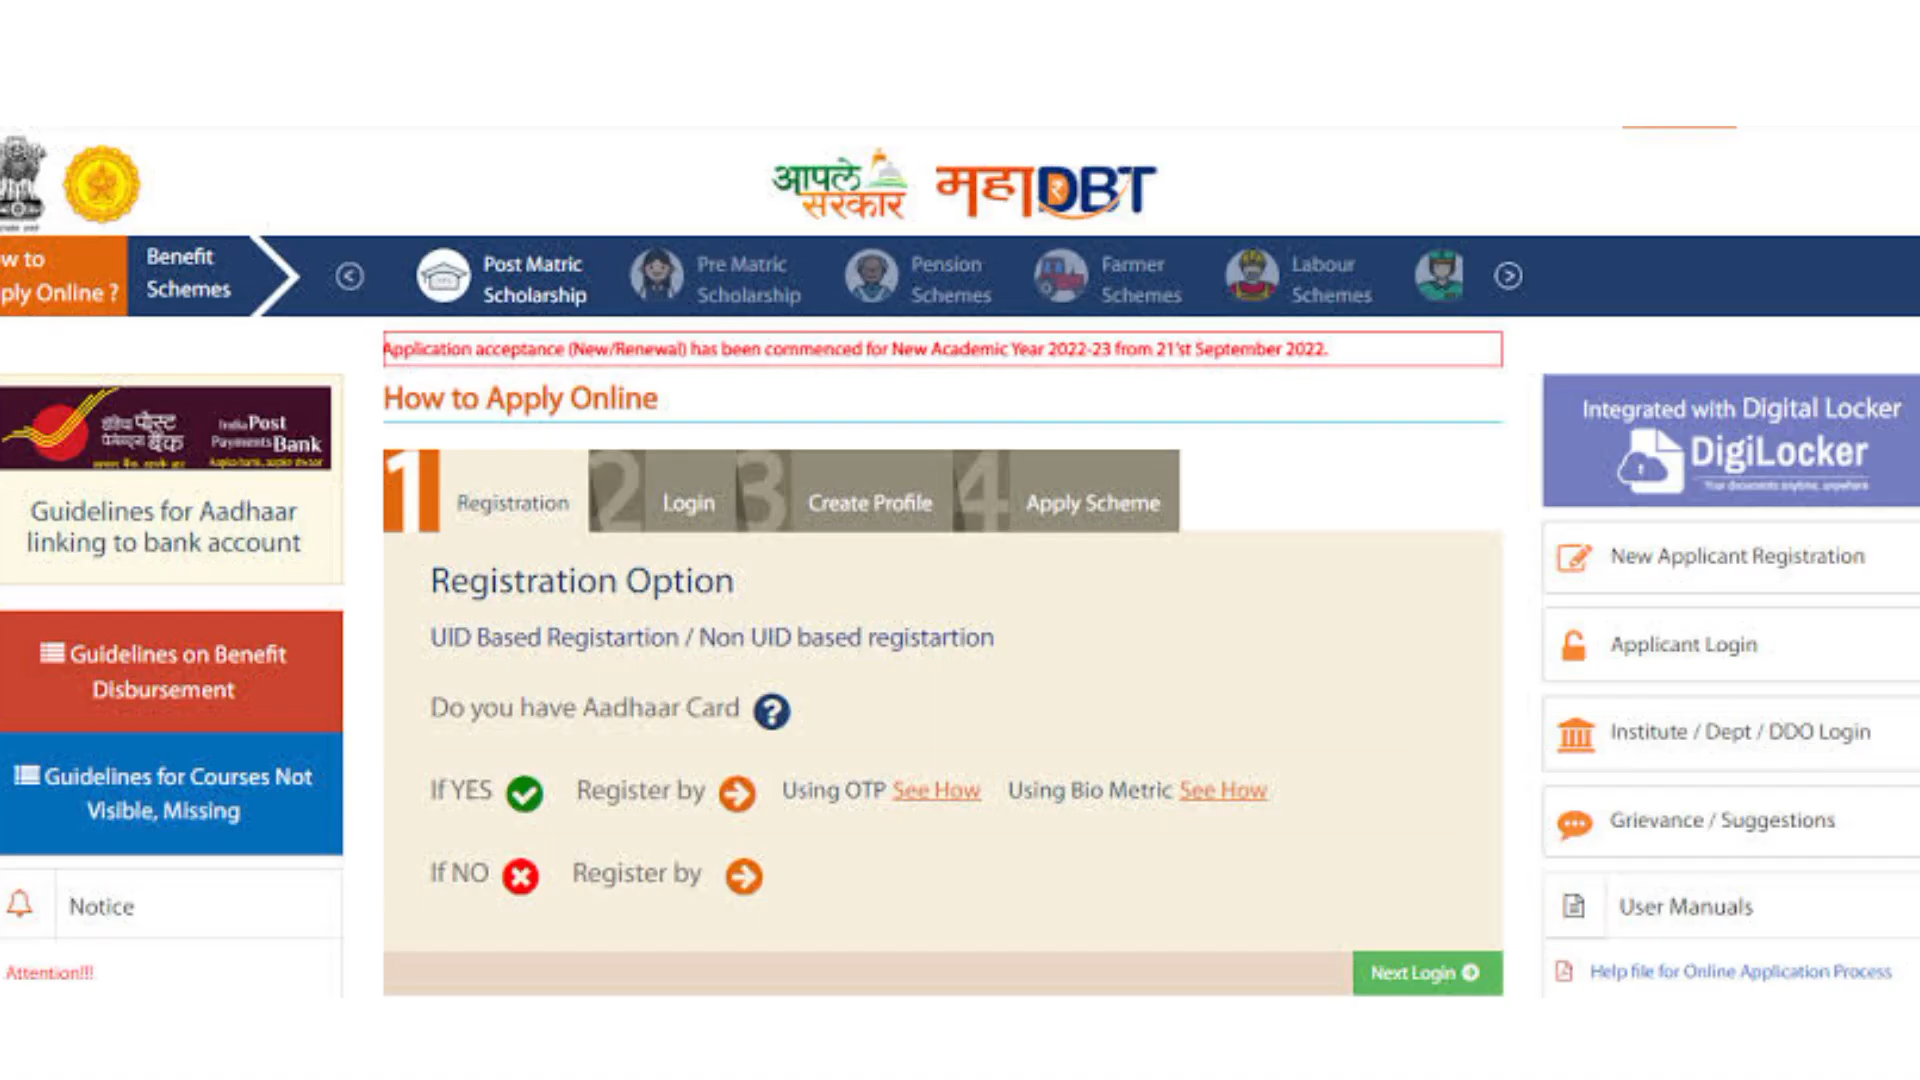 आपले
सरकार
महाDBT
w to
ply Online ?
Benefit
Schemes
Post Matric
Scholarship
Pre Matric
Scholarship
Pension
Schemes
Farmer
Schemes
Labour
Schemes
Application acceptance (New/Renewal) has been commenced for New Academic Year 2022-23 from 21'st September 2022.
इंडिया पोस्ट
पेमेन्ट्स बैंक
India Post
Payments Bank
Guidelines for Aadhaar
linking to bank account
Guidelines on Benefit
Disbursement
Guidelines for Courses Not
Visible, Missing
Notice
Attention!!!
How to Apply Online
1 Registration
2 Login
3 Create Profile
4 Apply Scheme
Registration Option
UID Based Registartion / Non UID based registartion
Do you have Aadhaar Card ?
If YES Register by Using OTP See How Using Bio Metric See How
If NO Register by
Next Login
Integrated with Digital Locker
DigiLocker
Your documents anytime, anywhere
New Applicant Registration
Applicant Login
Institute / Dept / DDO Login
Grievance / Suggestions
User Manuals
Help file for Online Application Process